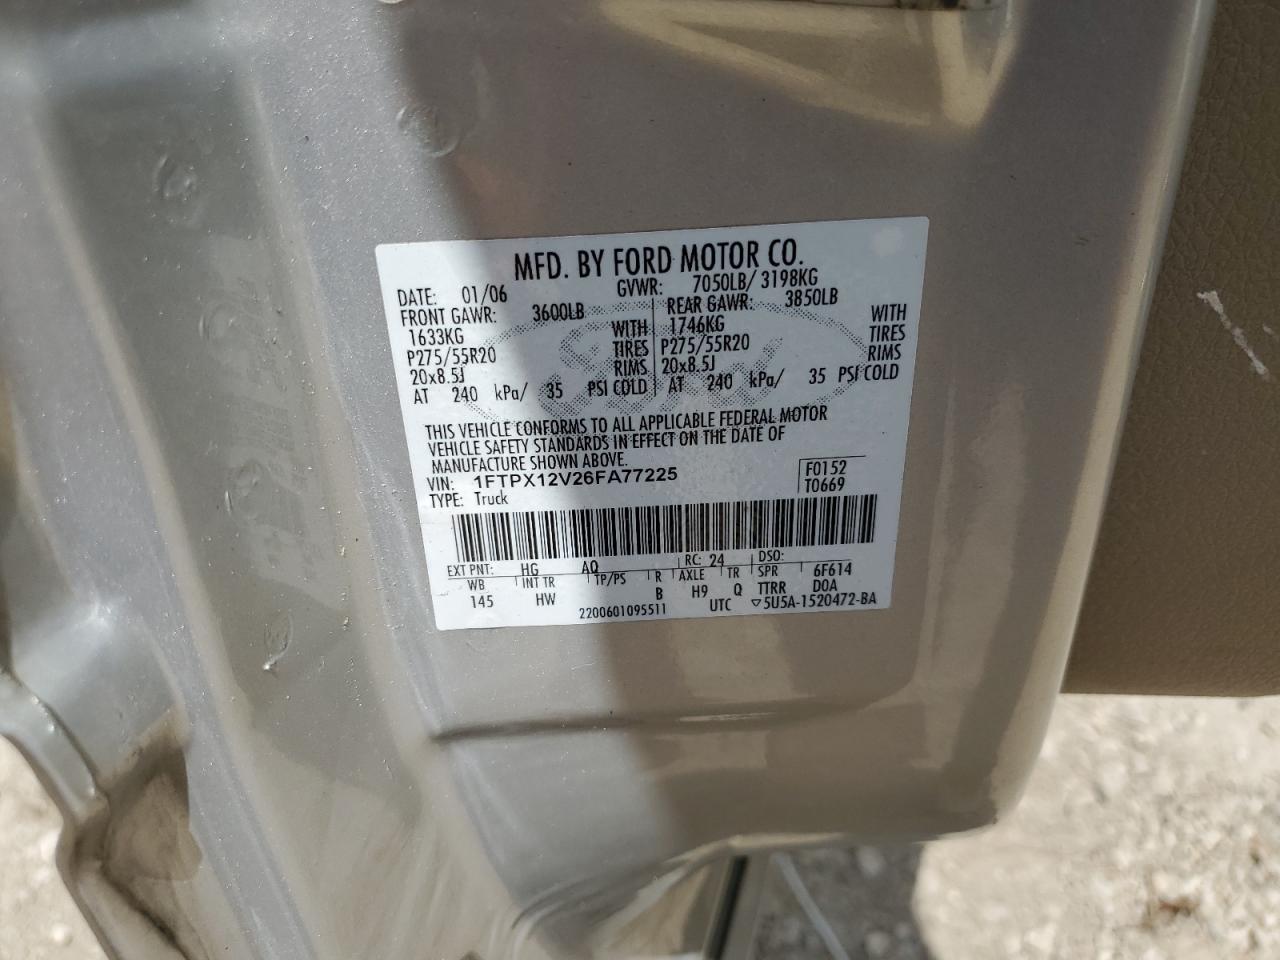 MFD. BY FORD MOTOR CO.
DATE: 01/06 GVWR: 7050LB/ 3198KG
FRONT GAWR: 3600LB REAR GAWR: 3850LB
1633KG WITH 1746KG WITH
P275/55R20 TIRES P275/55R20 TIRES
20x8.5J RIMS 20x8.5J RIMS
AT 240 kPa/ 35 PSI COLD AT 240 kPa/ 35 PSI COLD
THIS VEHICLE CONFORMS TO ALL APPLICABLE FEDERAL MOTOR
VEHICLE SAFETY STANDARDS IN EFFECT ON THE DATE OF
MANUFACTURE SHOWN ABOVE.
VIN: 1FTPX12V26FA77225 F0152
TYPE: Truck T0669
EXT PNT: HG AQ RC: 24 DSO:
WB INT TR TP/PS R AXLE TR SPR 6F614
145 HW B H9 Q TTRR DOA
2200601095511 UTC ▽5U5A-1520472-BA